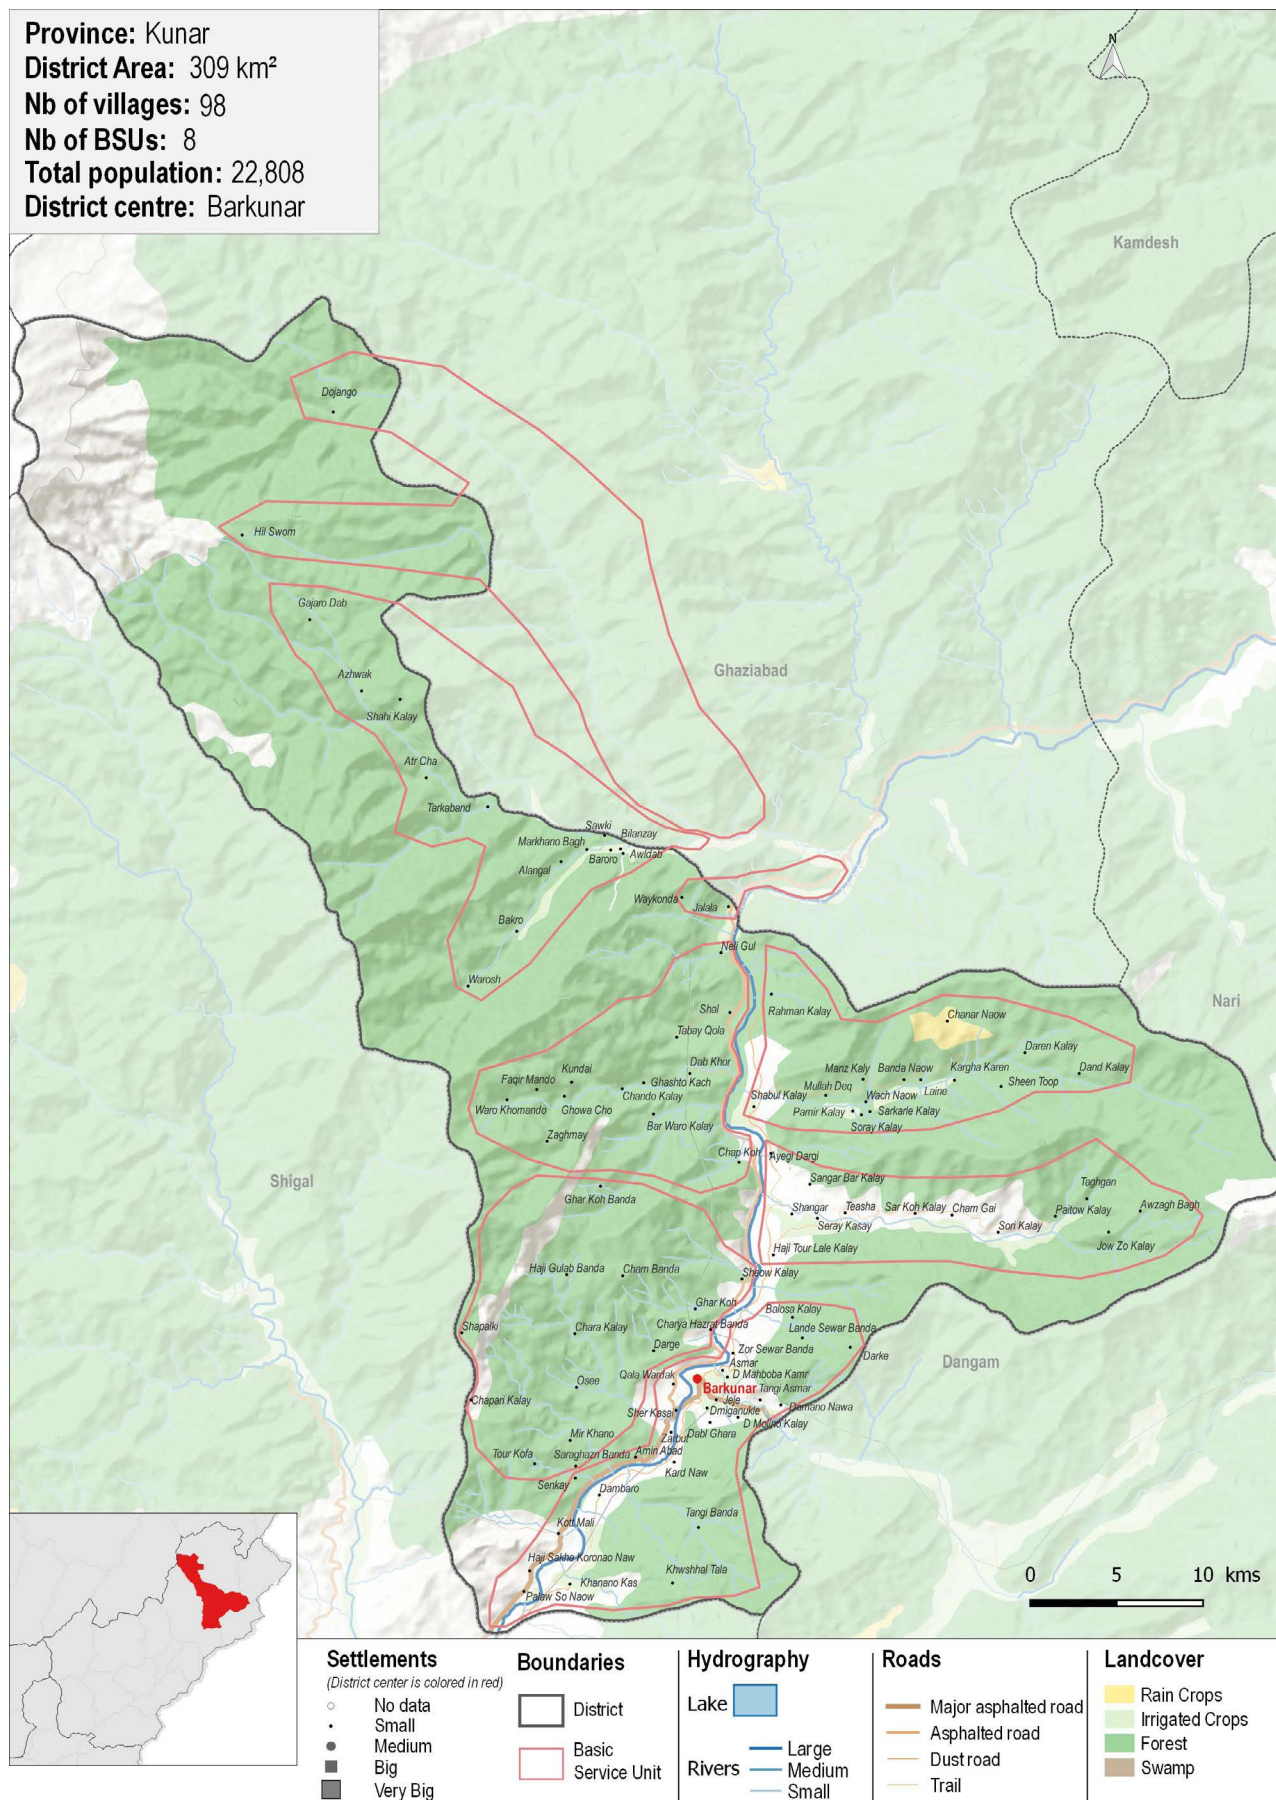 Province: Kunar
District Area: 309 km²
Nb of villages: 98
Nb of BSUs: 8
Total population: 22,808
District centre: Barkunar
N
Kamdesh
Dojango
Hil Swom
Gajaro Dab
Ghaziabad
Azhwak
Shahi Kalay
Atr Cha
Tarkaband
Sawki
Bilanzay
Markhano Bagh
Baroro
Awldab
Alangal
Waykonda
Jalala
Bakro
Neli Gul
Warosh
Nari
Shal
Rahman Kalay
Chanar Naow
Tabay Qola
Daren Kalay
Dab Khor
Manz Kaly
Banda Naow
Kargha Karen
Dand Kalay
Kundai
Faqir Mando
Ghashto Kach
Mullah Deq
Laine
Sheen Toop
Chando Kalay
Shabul Kalay
Wach Naow
Waro Khomando
Ghowa Cho
Pamir Kalay
Sarkarle Kalay
Bar Waro Kalay
Soray Kalay
Zaghmay
Chap Koh
Ayegi Dargi
Shigal
Sangar Bar Kalay
Taghgan
Ghar Koh Banda
Shangar
Teasha
Sar Koh Kalay
Cham Gai
Paitow Kalay
Awzagh Bagh
Seray Kasay
Sori Kalay
Jow Zo Kalay
Haji Tour Lale Kalay
Haji Gulab Banda
Cham Banda
Sheow Kalay
Ghar Koh
Balosa Kalay
Shapalki
Chara Kalay
Charya Hazrat Banda
Lande Sewar Banda
Darge
Zor Sewar Banda
Darke
Dangam
Asmar
Qala Wardak
D Mahboba Kamr
Osee
Barkunar
Tangi Asmar
Chapari Kalay
Jeje
Damano Nawa
Sher Kasai
Dmiganukle
D Molino Kalay
Mir Khano
Zarbut
Dabl Ghara
Tour Kofa
Saraghazn Banda
Amin Abad
Kard Naw
Senkay
Dambaro
Tangi Banda
Kott Mali
Haji Sakhe Koronao Naw
Khwshhal Tala
Khanano Kas
Palaw So Naow
0 5 10 kms
Settlements
(District center is colored in red)
No data
Small
Medium
Big
Very Big
Boundaries
District
Basic
Service Unit
Hydrography
Lake
Rivers
Large
Medium
Small
Roads
Major asphalted road
Asphalted road
Dust road
Trail
Landcover
Rain Crops
Irrigated Crops
Forest
Swamp